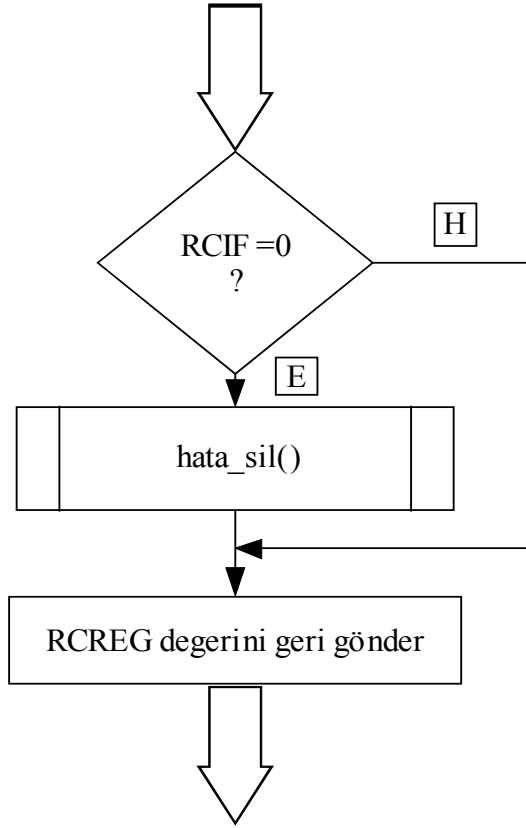 RCIF =0
?
H
E
hata_sil()
RCREG degerini geri gönder